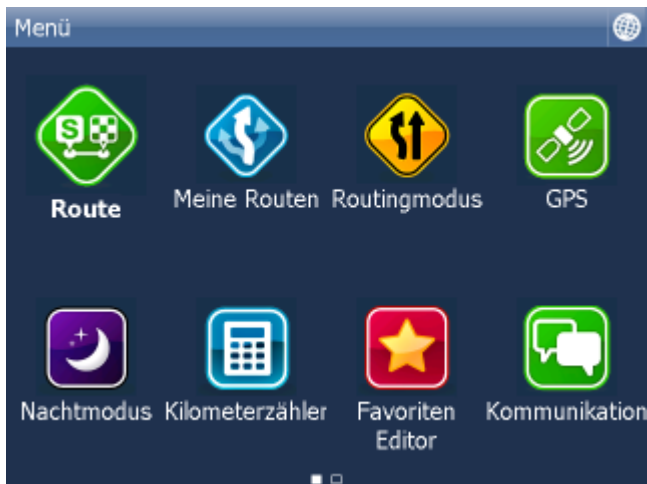 Menü
S
Route
Meine Routen
Routingmodus
GPS
Nachtmodus
Kilometerzähler
Favoriten
Editor
Kommunikation